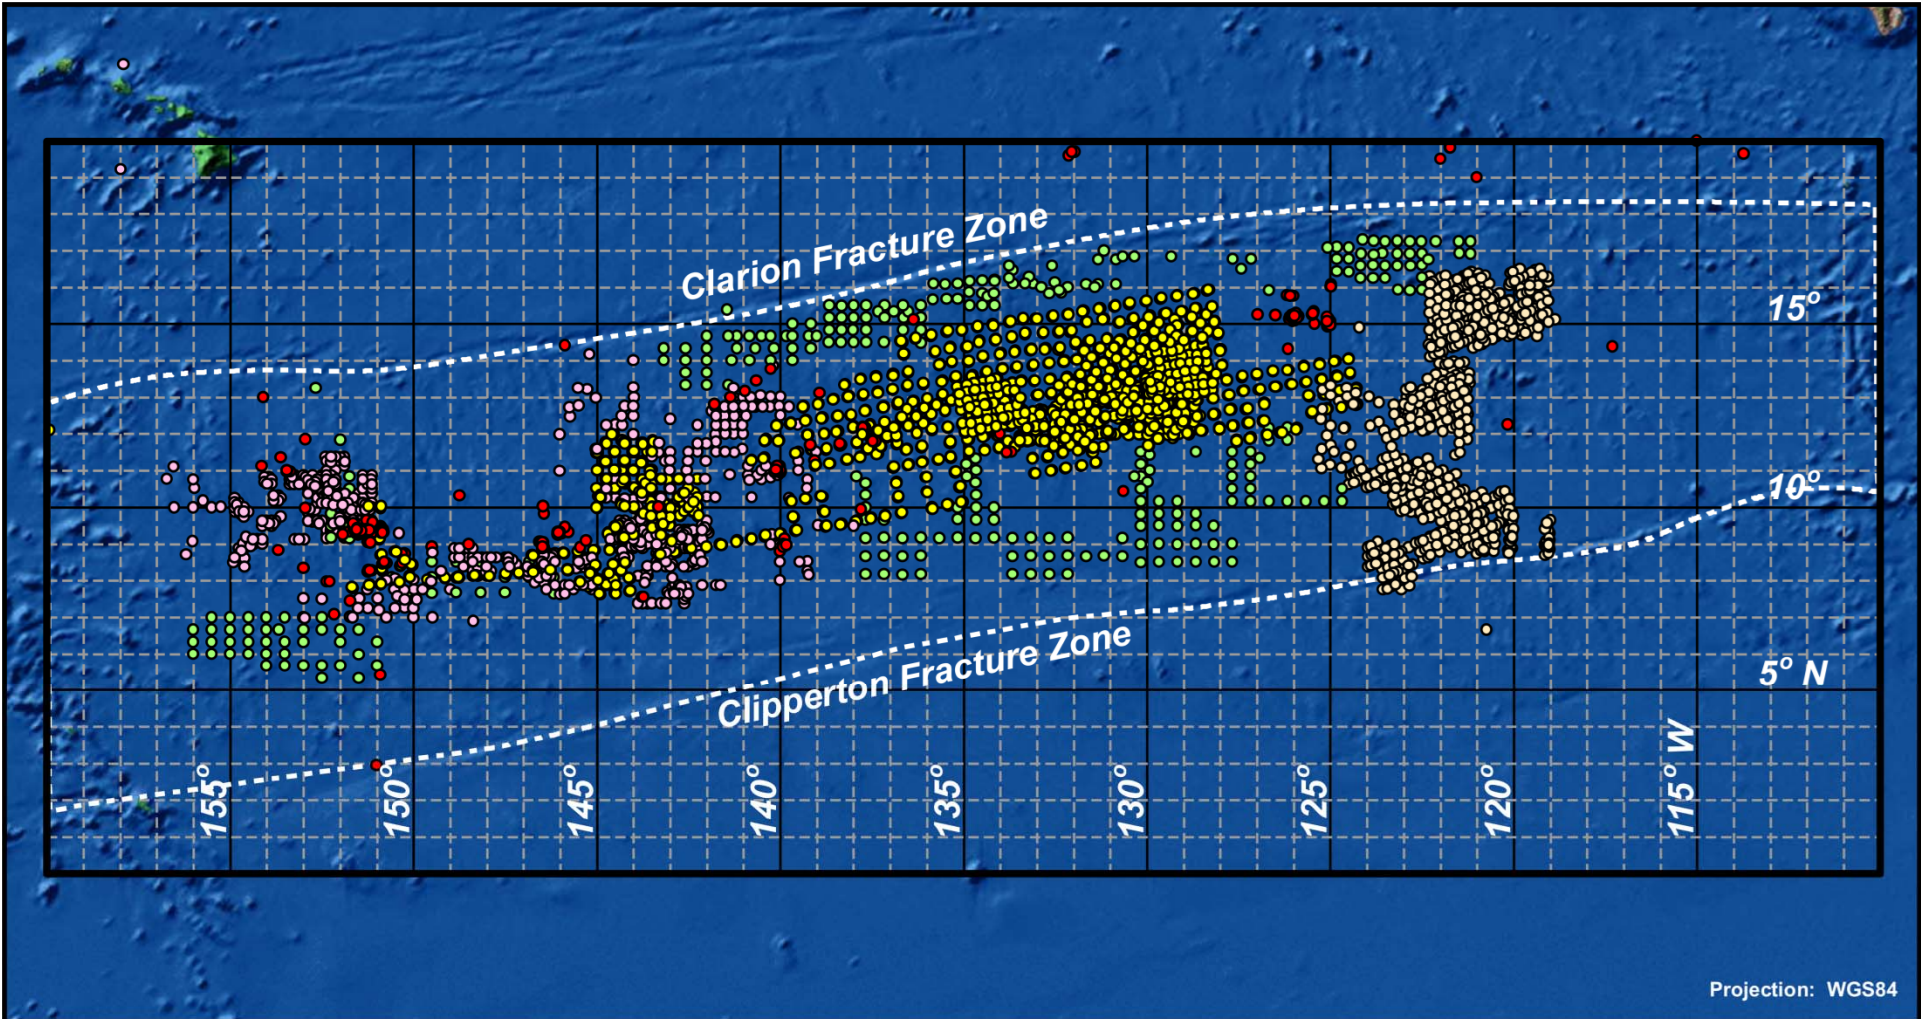 Clarion Fracture Zone
15°
10°
Clipperton Fracture Zone
5° N
155°
150°
145°
140°
135°
130°
125°
120°
115° W
Projection: WGS84